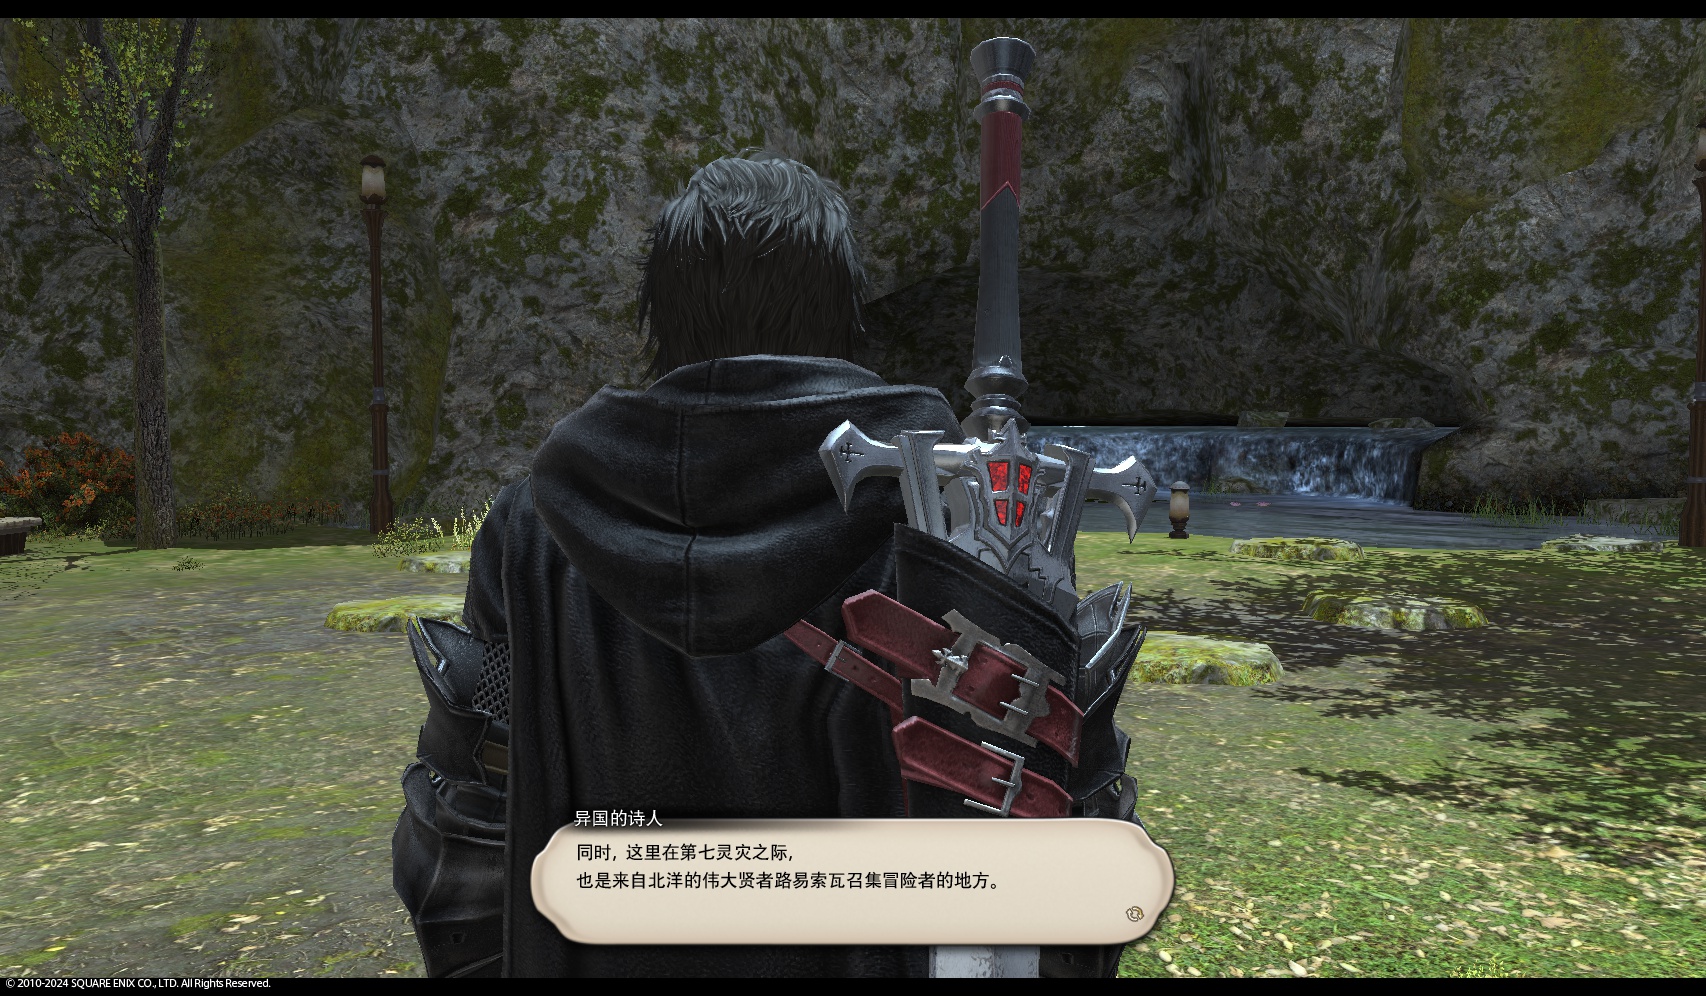 异国的诗人
同时，这里在第七灵灾之际，
也是来自北洋的伟大贤者路易索瓦召集冒险者的地方。
© 2010-2024 SQUARE ENIX CO., LTD. All Rights Reserved.